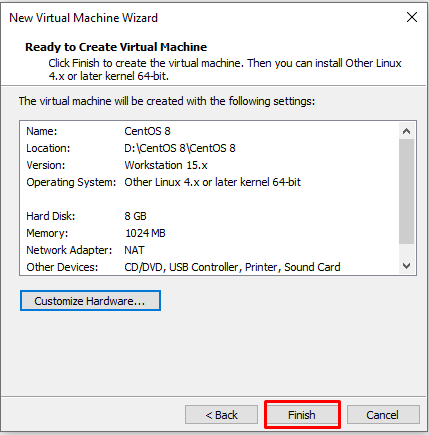 New Virtual Machine Wizard
Ready to Create Virtual Machine
Click Finish to create the virtual machine. Then you can install Other Linux
4.x or later kernel 64-bit.
The virtual machine will be created with the following settings:
Name: CentOS 8
Location: D:\CentOS 8\CentOS 8
Version: Workstation 15.x
Operating System: Other Linux 4.x or later kernel 64-bit
Hard Disk: 8 GB
Memory: 1024 MB
Network Adapter: NAT
Other Devices: CD/DVD, USB Controller, Printer, Sound Card
Customize Hardware...
< Back Finish Cancel